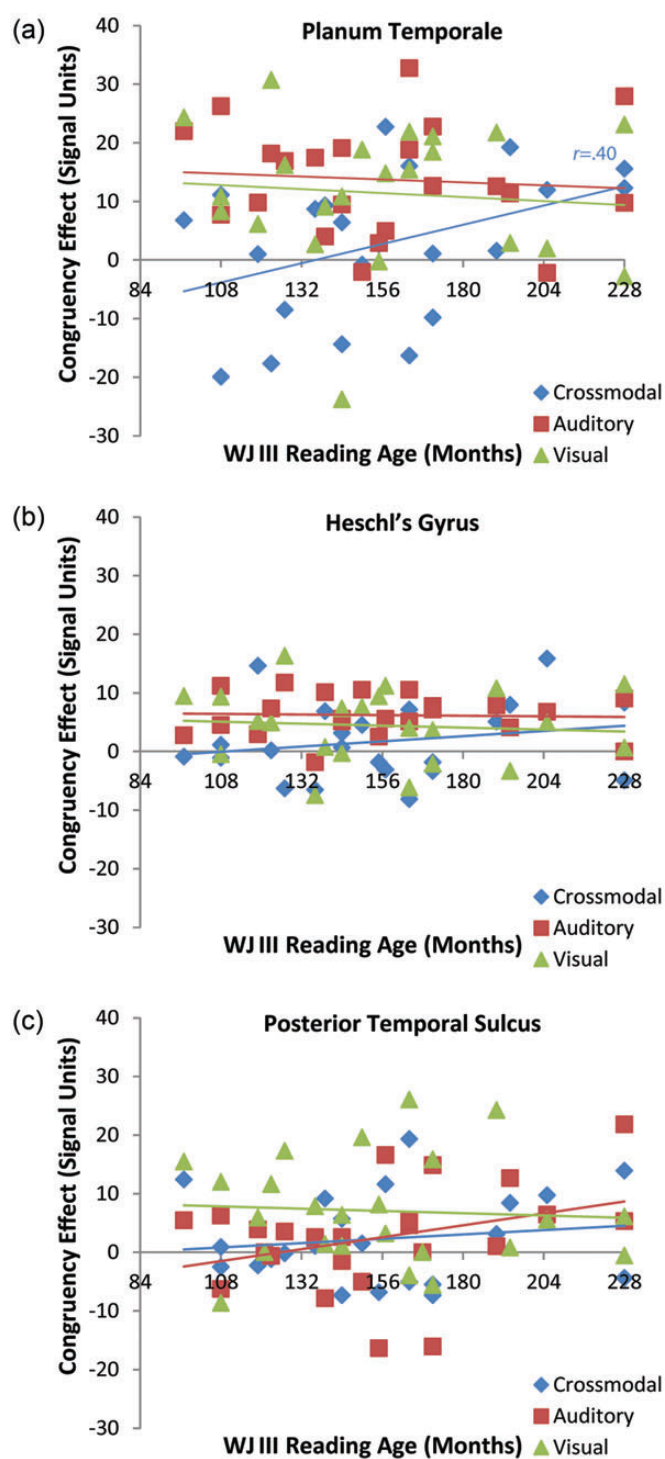 (a)
Planum Temporale
Congruency Effect (Signal Units)
40
30
20
10
0
-10
-20
-30
84 108 132 156 180 204 228
r=.40
Crossmodal
Auditory
Visual
WJ III Reading Age (Months)
(b)
Heschl's Gyrus
Congruency Effect (Signal Units)
40
30
20
10
0
-10
-20
-30
84 108 132 156 180 204 228
Crossmodal
Auditory
Visual
WJ III Reading Age (Months)
(c)
Posterior Temporal Sulcus
Congruency Effect (Signal Units)
40
30
20
10
0
-10
-20
-30
84 108 132 156 180 204 228
Crossmodal
Auditory
Visual
WJ III Reading Age (Months)